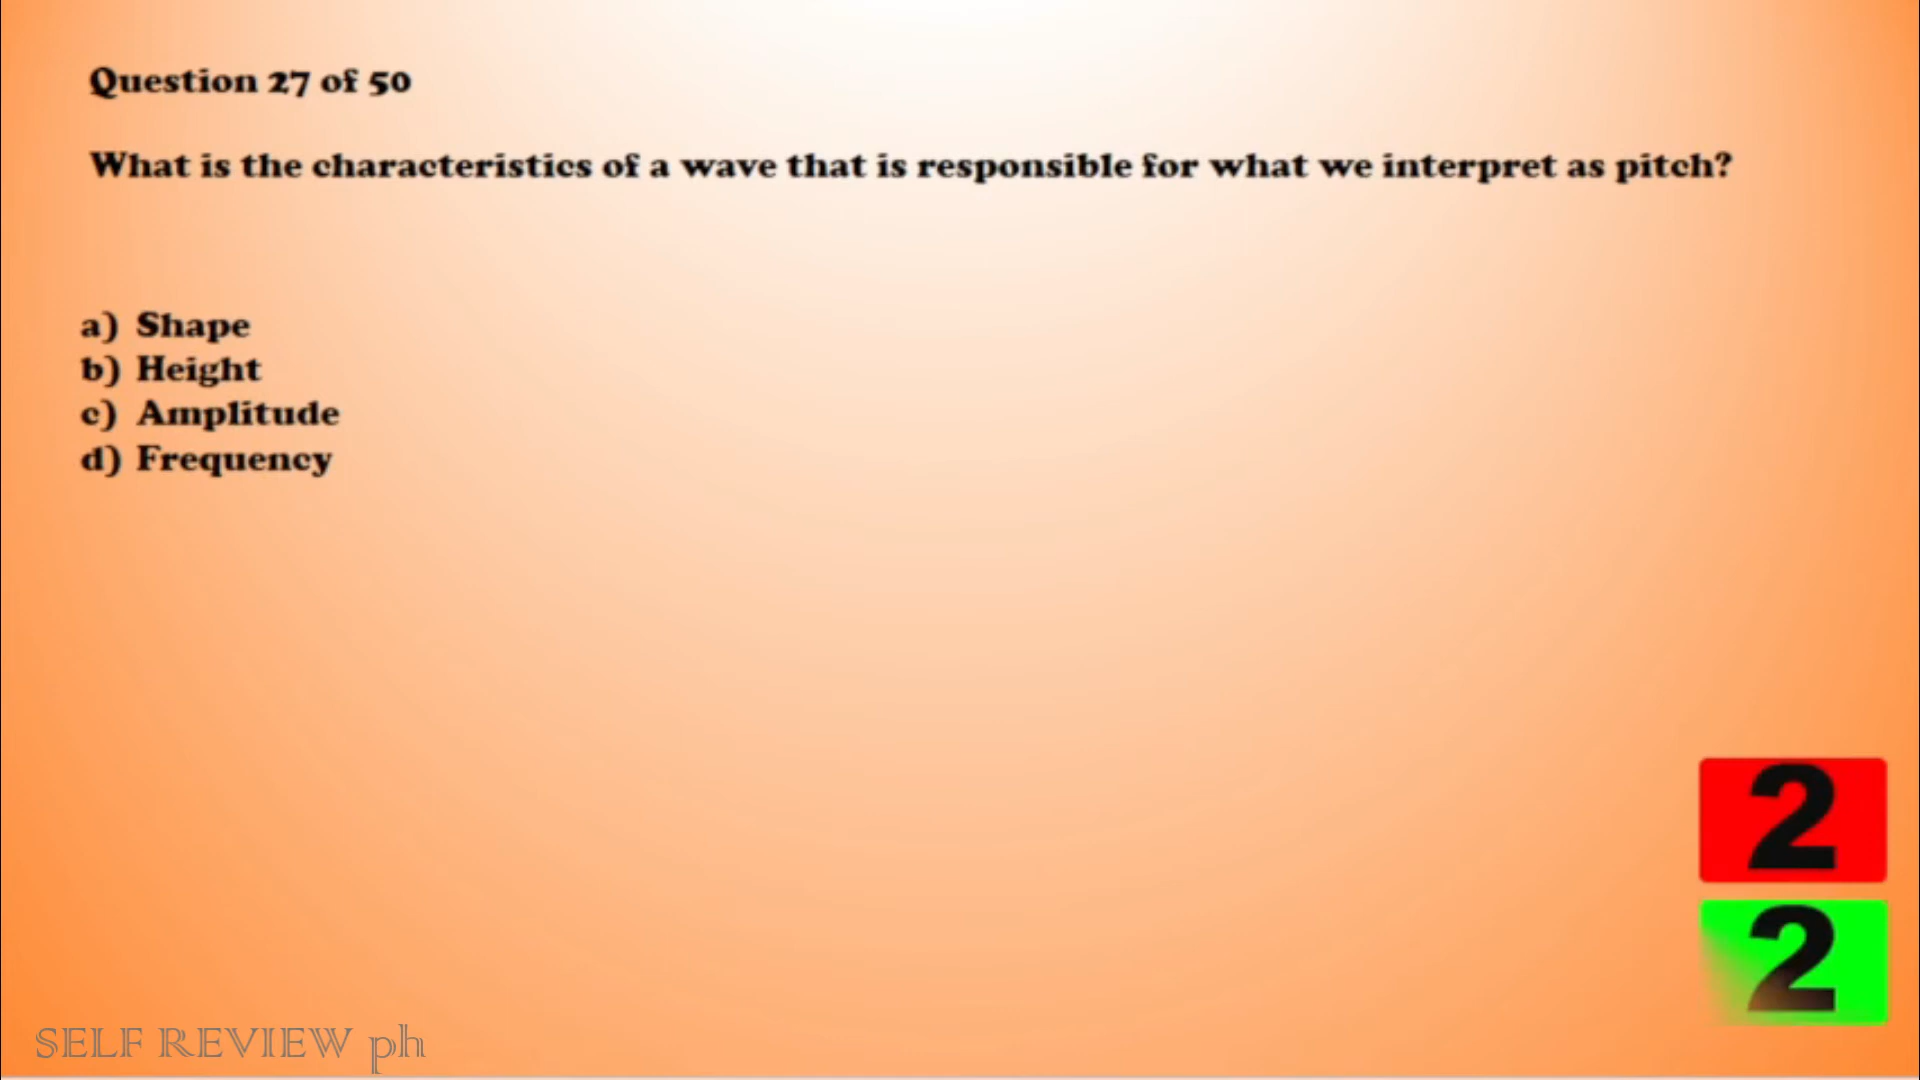 Question 27 of 50
What is the characteristics of a wave that is responsible for what we interpret as pitch?
a) Shape
b) Height
c) Amplitude
d) Frequency
2
2
SELF REVIEW ph